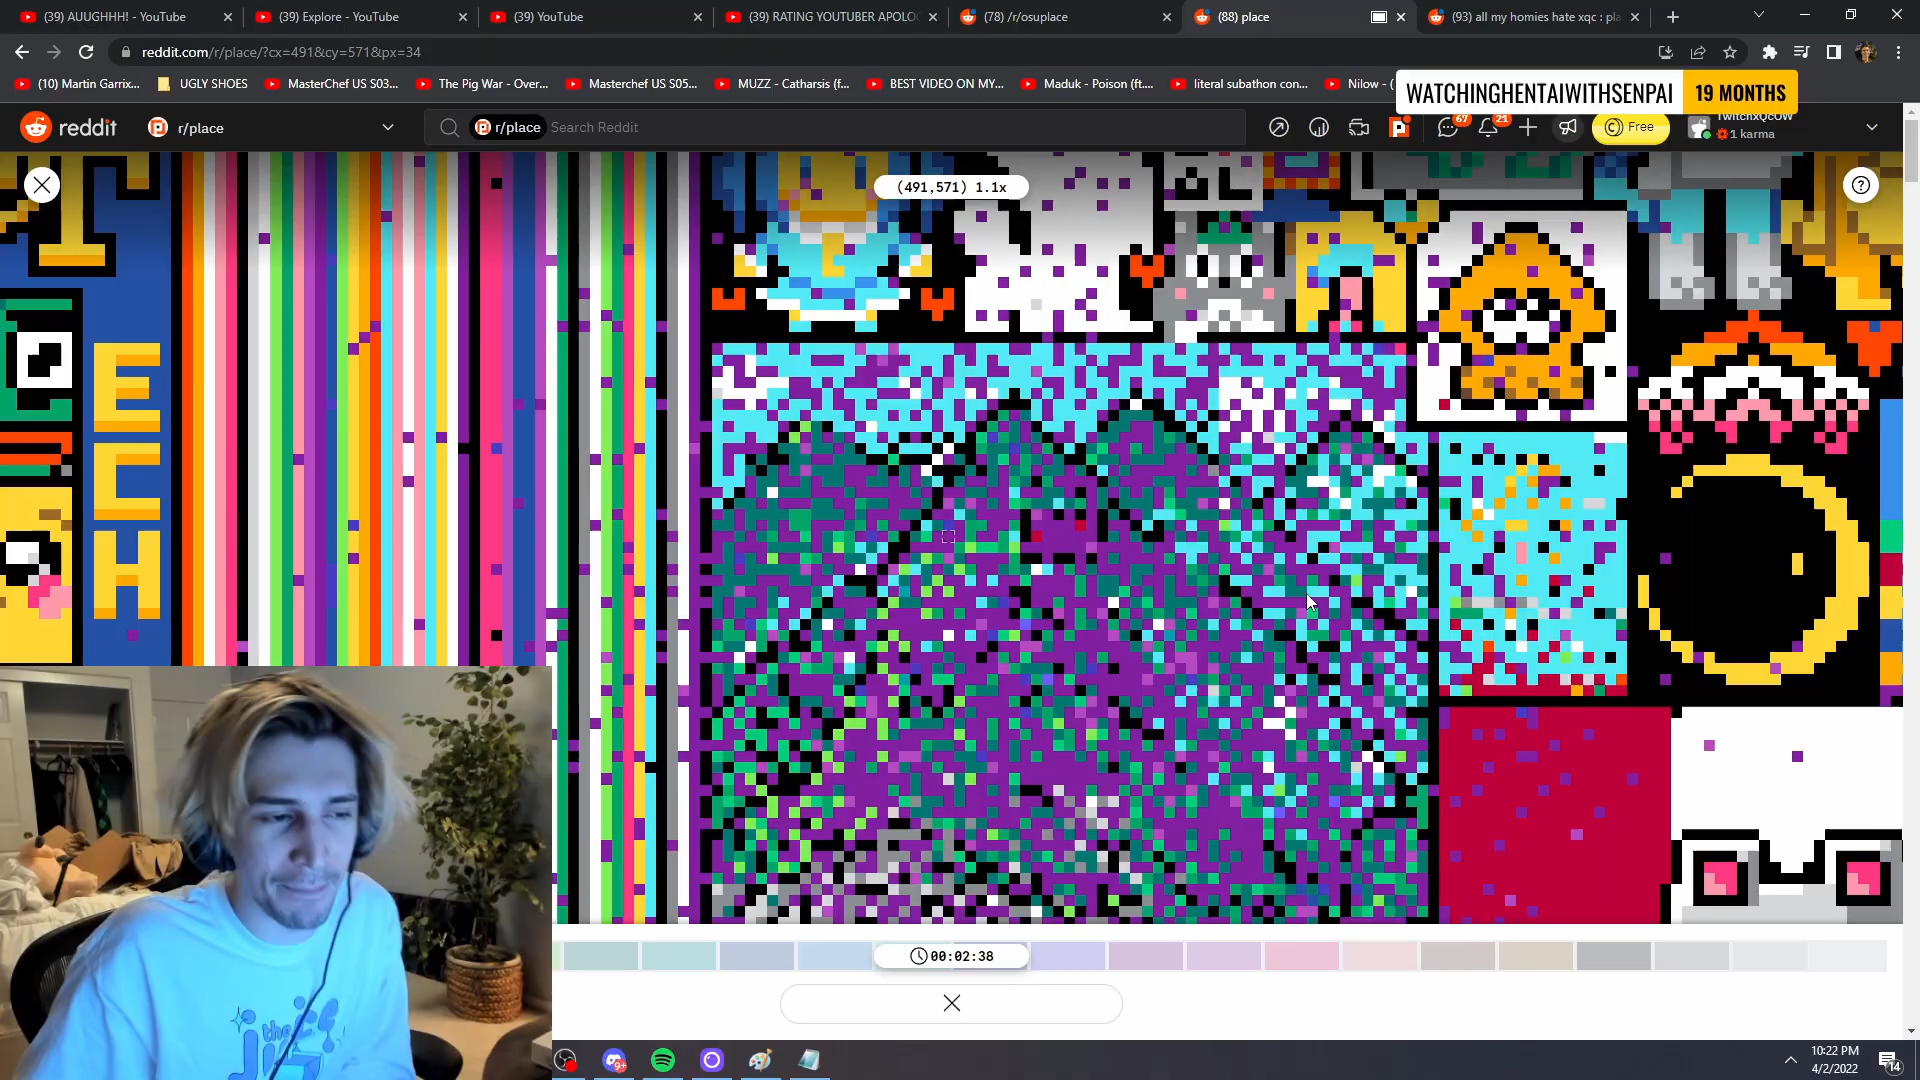 (39) AUUGHHH! - YouTube
(39) Explore - YouTube
(39) YouTube
(39) RATING YOUTUBER APOLO
(78) /r/osuplace
(88) place
(93) all my homies hate xqc : pla
reddit.com/r/place/?cx=491&cy=571&px=34
(10) Martin Garrix...
UGLY SHOES
MasterChef US S03...
The Pig War - Over...
Masterchef US S05...
MUZZ - Catharsis (f...
BEST VIDEO ON MY...
Maduk - Poison (ft....
literal subathon con...
Nilow - (
WATCHINGHENTAIWITHSENPAI
19 MONTHS
reddit
r/place
r/place
Search Reddit
67
21
Free
TwitchxQcOW
1 karma
(491,571) 1.1x
ECH
the
00:02:38
9+
10:22 PM
4/2/2022
14